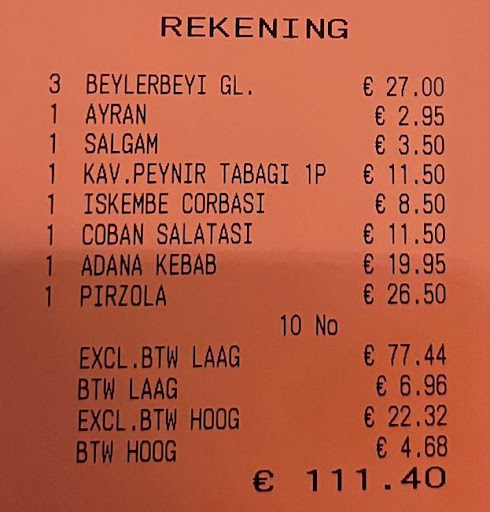 REKENING
3 BEYLERBEYI GL. € 27.00
1 AYRAN € 2.95
1 SALGAM € 3.50
1 KAV.PEYNIR TABAGI 1P € 11.50
1 ISKEMBE CORBASI € 8.50
1 COBAN SALATASI € 11.50
1 ADANA KEBAB € 19.95
1 PIRZOLA € 26.50
10 No
EXCL.BTW LAAG € 77.44
BTW LAAG € 6.96
EXCL.BTW HOOG € 22.32
BTW HOOG € 4.68
€ 111.40